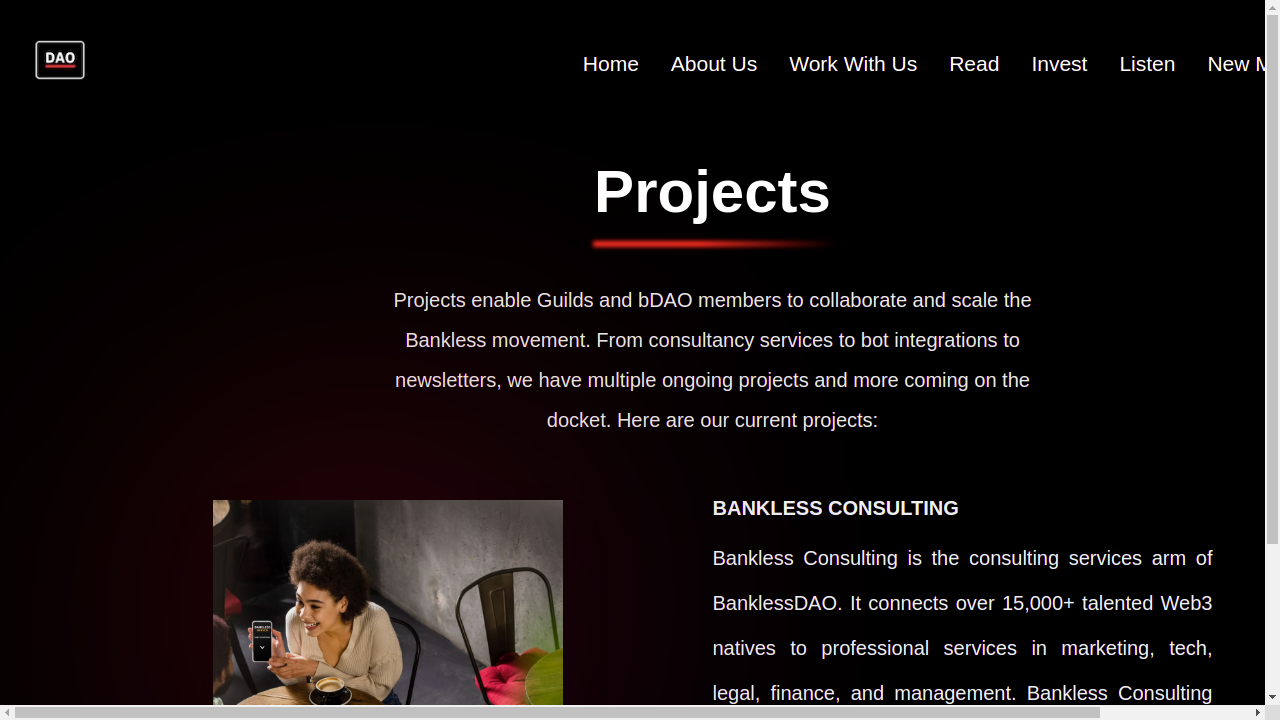 DAO
Home
About Us
Work With Us
Read
Invest
Listen
New
Projects
Projects enable Guilds and bDAO members to collaborate and scale the
Bankless movement. From consultancy services to bot integrations to
newsletters, we have multiple ongoing projects and more coming on the
docket. Here are our current projects:
BANKLESS CONSULTING
Bankless Consulting is the consulting services arm of
BanklessDAO. It connects over 15,000+ talented Web3
natives to professional services in marketing, tech,
legal, finance, and management. Bankless Consulting